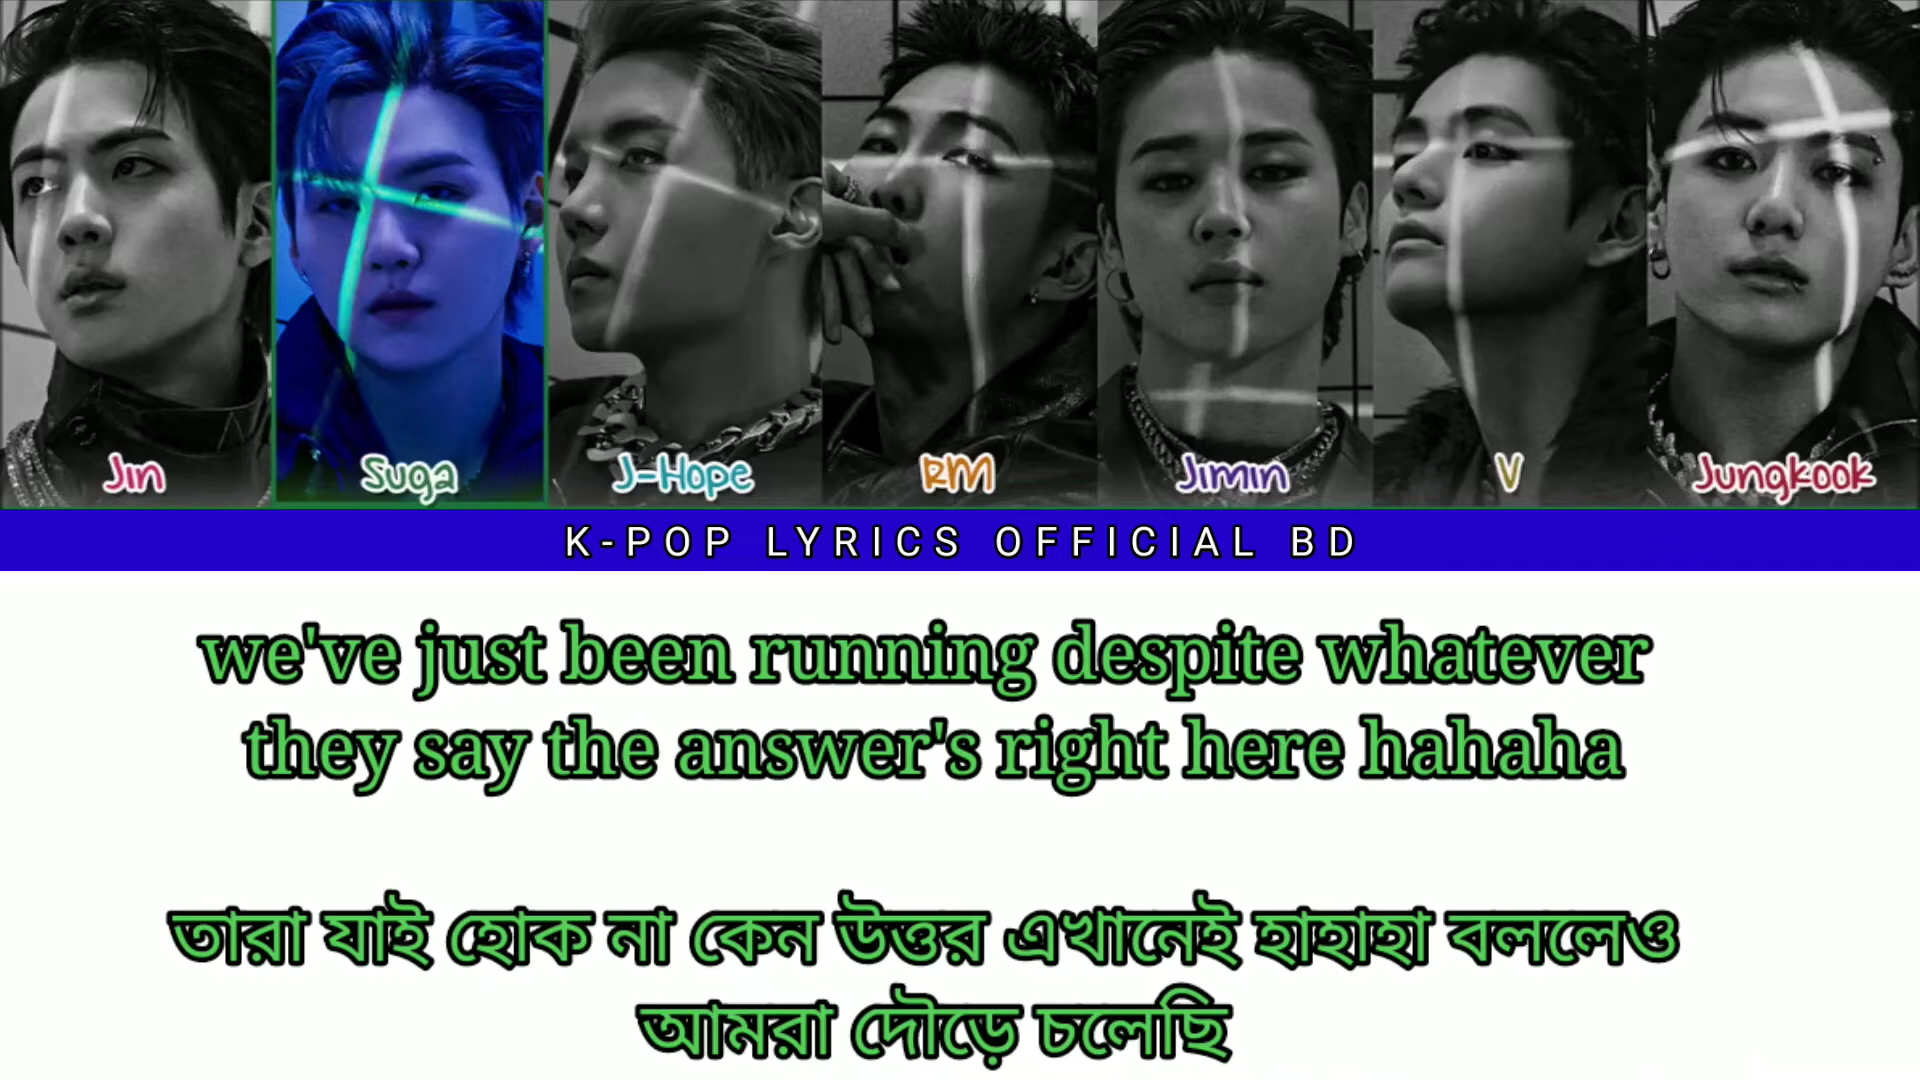 Jin
Suga
J-Hope
RM
Jimin
V
Jungkook
K-POP LYRICS OFFICIAL BD
we've just been running despite whatever
they say the answer's right here hahaha
তারা যাই হোক না কেন উত্তর এখানেই হাহাহা বললেও
আমরা দৌড়ে চলেছি